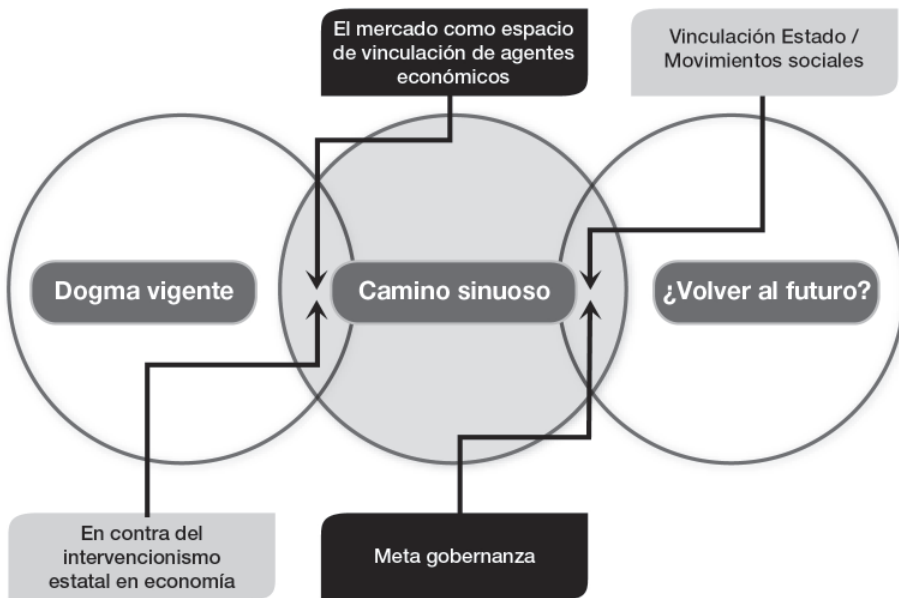 El mercado como espacio
de vinculación de agentes
económicos
Vinculación Estado /
Movimientos sociales
Dogma vigente
Camino sinuoso
¿Volver al futuro?
En contra del
intervencionismo
estatal en economía
Meta gobernanza